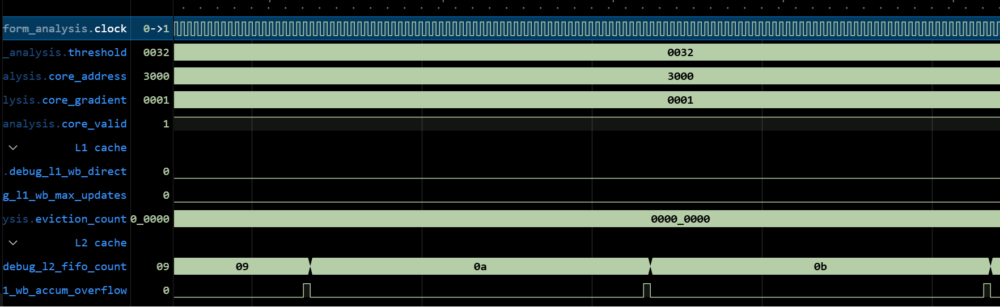 form_analysis.clock 0->1
_analysis.threshold 0032 0032
alysis.core_address 3000 3000
lysis.core_gradient 0001 0001
analysis.core_valid 1
L1 cache
.debug_l1_wb_direct 0
g_l1_wb_max_updates 0
ysis.eviction_count 0_0000 0000_0000
L2 cache
debug_l2_fifo_count 09 09 0a 0b
1_wb_accum_overflow 0